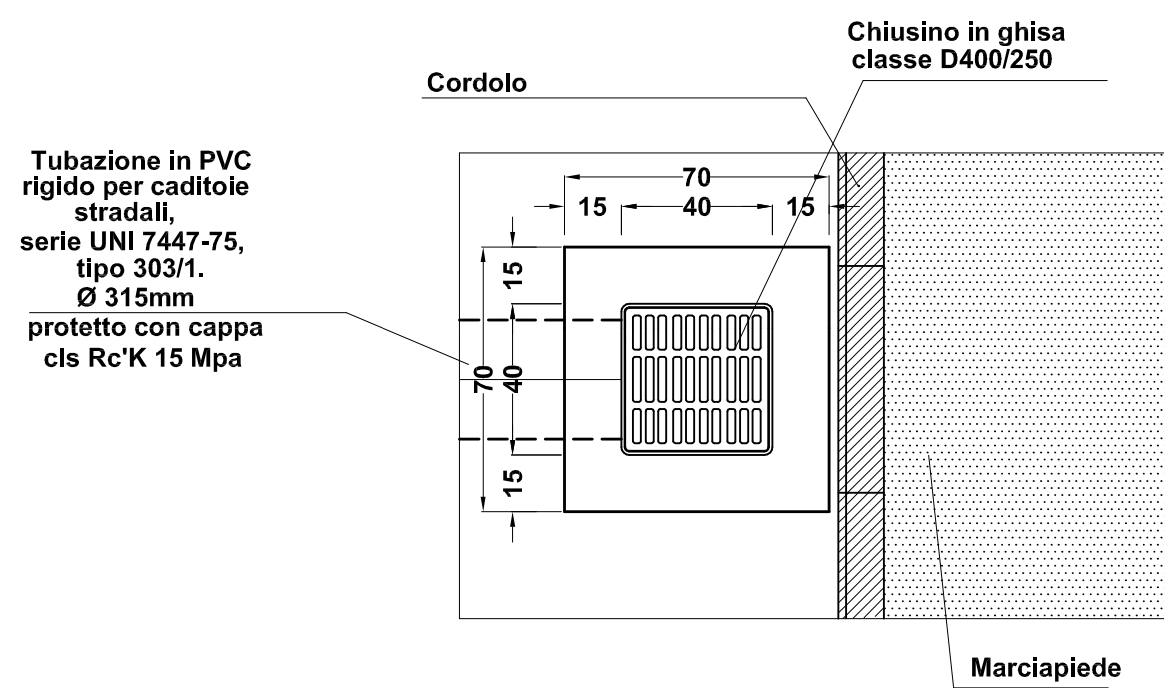 Chiusino in ghisa
classe D400/250
Cordolo
Tubazione in PVC
rigido per caditoie
stradali,
serie UNI 7447-75,
tipo 303/1.
Ø 315mm
protetto con cappa
cls Rc'K 15 Mpa
70
15 40 15
15
70
40
15
Marciapiede